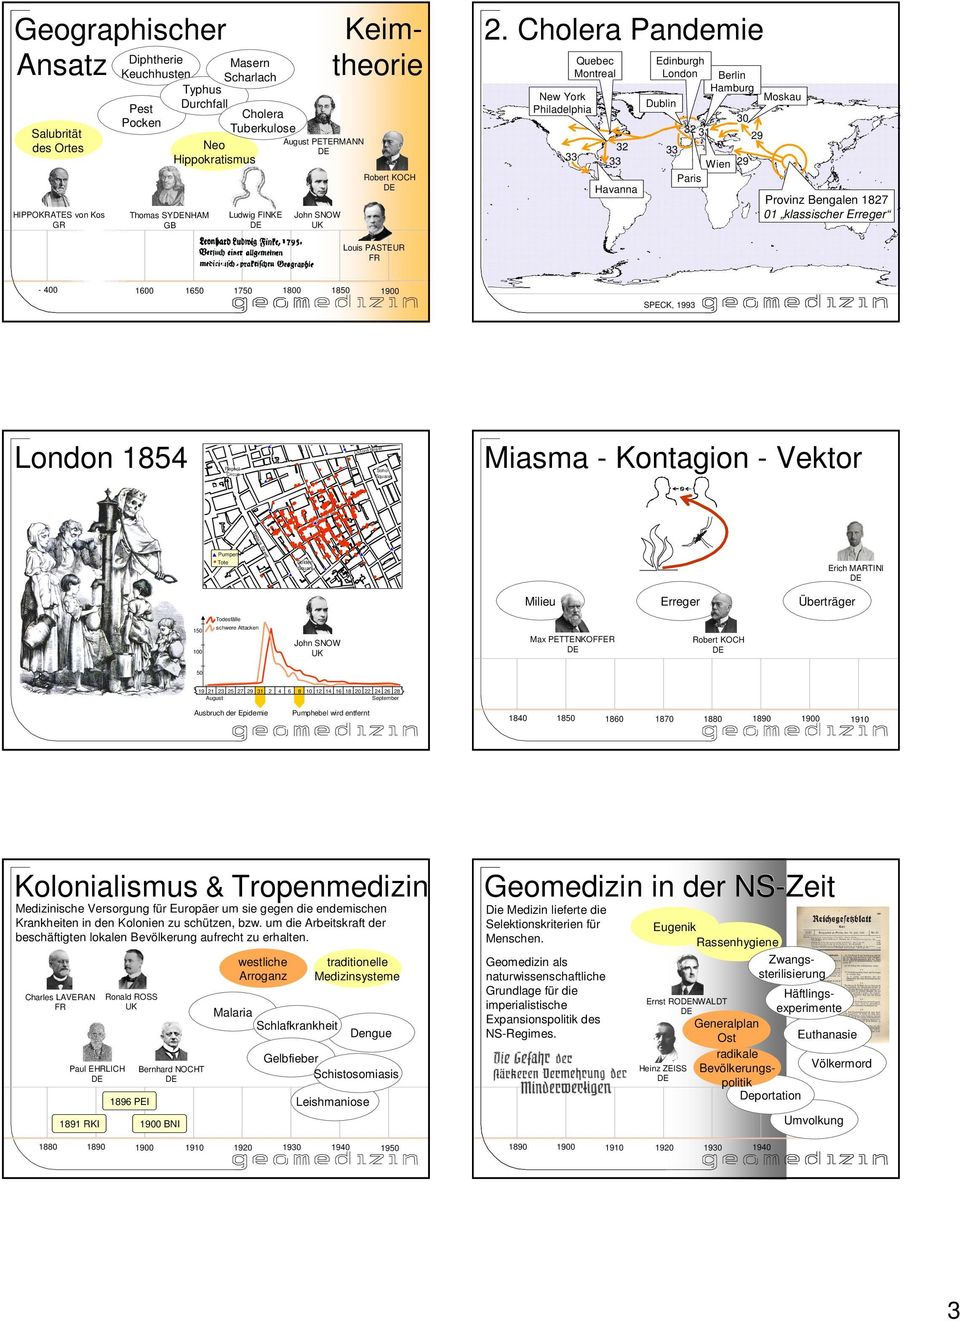 Geographischer
Ansatz
Keim-
theorie
Diphtherie
Keuchhusten
Masern
Scharlach
Typhus
Durchfall
Pest
Pocken
Cholera
Tuberkulose
Salubrität
des Ortes
Neo
Hippokratismus
August PETERMANN
DE
Robert KOCH
DE
HIPPOKRATES von Kos
GR
Thomas SYDENHAM
GB
Ludwig FINKE
DE
John SNOW
UK
Leonhard Ludwig Finke, 1795.
Versuch einer allgemeinen
medicinisch-praktischen Geographie
Louis PASTEUR
FR
- 400 1600 1650 1750 1800 1850 1900
geomedizin
2. Cholera Pandemie
Quebec
Montreal
Edinburgh
London
Berlin
Hamburg
New York
Philadelphia
Dublin
Moskau
30
32 31
29
32
33
33
33
Wien
29
Paris
Havanna
Provinz Bengalen 1827
01 „klassischer Erreger“
SPECK, 1993
geomedizin
London 1854
Pumpen
Tote
Todesfälle
schwere Attacken
150
100
50
John SNOW
UK
19 21 23 25 27 29 31 2 4 6 8 10 12 14 16 18 20 22 24 26 28
August September
Ausbruch der Epidemie Pumphebel wird entfernt
geomedizin
Miasma - Kontagion - Vektor
Erich MARTINI
DE
Milieu Erreger Überträger
Max PETTENKOFFER
DE
Robert KOCH
DE
1840 1850 1860 1870 1880 1890 1900 1910
geomedizin
Kolonialismus & Tropenmedizin
Medizinische Versorgung für Europäer um sie gegen die endemischen
Krankheiten in den Kolonien zu schützen, bzw. um die Arbeitskraft der
beschäftigten lokalen Bevölkerung aufrecht zu erhalten.
westliche
Arroganz
traditionelle
Medizinsysteme
Charles LAVERAN
FR
Ronald ROSS
UK
Malaria
Schlafkrankheit
Dengue
Gelbfieber
Paul EHRLICH
DE
Bernhard NOCHT
DE
Schistosomiasis
1896 PEI
Leishmaniose
1891 RKI
1900 BNI
1880 1890 1900 1910 1920 1930 1940 1950
geomedizin
Geomedizin in der NS-Zeit
Die Medizin lieferte die
Selektionskriterien für
Menschen.
Geomedizin als
naturwissenschaftliche
Grundlage für die
imperialistische
Expansionspolitik des
NS-Regimes.
Die Gefahr der
stärkeren Vermehrung der
Minderwertigen
Eugenik
Rassenhygiene
Reichsgesetzblatt
Zwangs-
sterilisierung
Ernst RODENWALDT
DE
Häftlings-
experimente
Generalplan
Ost
Euthanasie
radikale
Bevölkerungs-
politik
Heinz ZEISS
DE
Völkermord
Deportation
Umvolkung
1890 1900 1910 1920 1930 1940
geomedizin
3